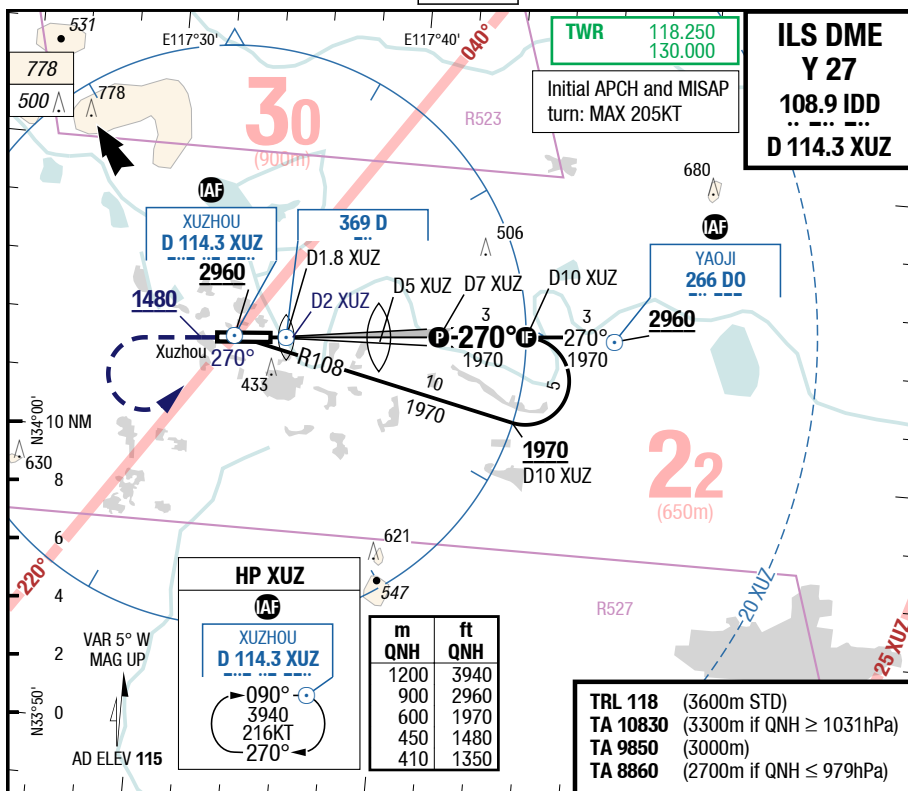 531
E117°30'
E117°40'
040°
TWR 118.250
130.000
ILS DME
Y 27
108.9 IDD
D 114.3 XUZ
778
500
778
30
(900m)
R523
Initial APCH and MISAP
turn: MAX 205KT
680
IAF
XUZHOU
D 114.3 XUZ
2960
369 D
D1.8 XUZ
506
IAF
YAOJI
266 DO
2960
1480
D2 XUZ
D5 XUZ
D7 XUZ
D10 XUZ
Xuzhou
270°
P
3
270°
1970
IF
3
270°
1970
R108
433
10
1970
5
N34°00'
10 NM
1970
D10 XUZ
630
22
(650m)
8
6
621
547
4
220°
HP XUZ
IAF
XUZHOU
D 114.3 XUZ
090°
3940
216KT
270°
m ft
QNH QNH
1200 3940
900 2960
600 1970
450 1480
410 1350
R527
20 XUZ
25 XUZ
VAR 5° W
MAG UP
2
N33°50'
0
AD ELEV 115
TRL 118 (3600m STD)
TA 10830 (3300m if QNH ≥ 1031hPa)
TA 9850 (3000m)
TA 8860 (2700m if QNH ≤ 979hPa)